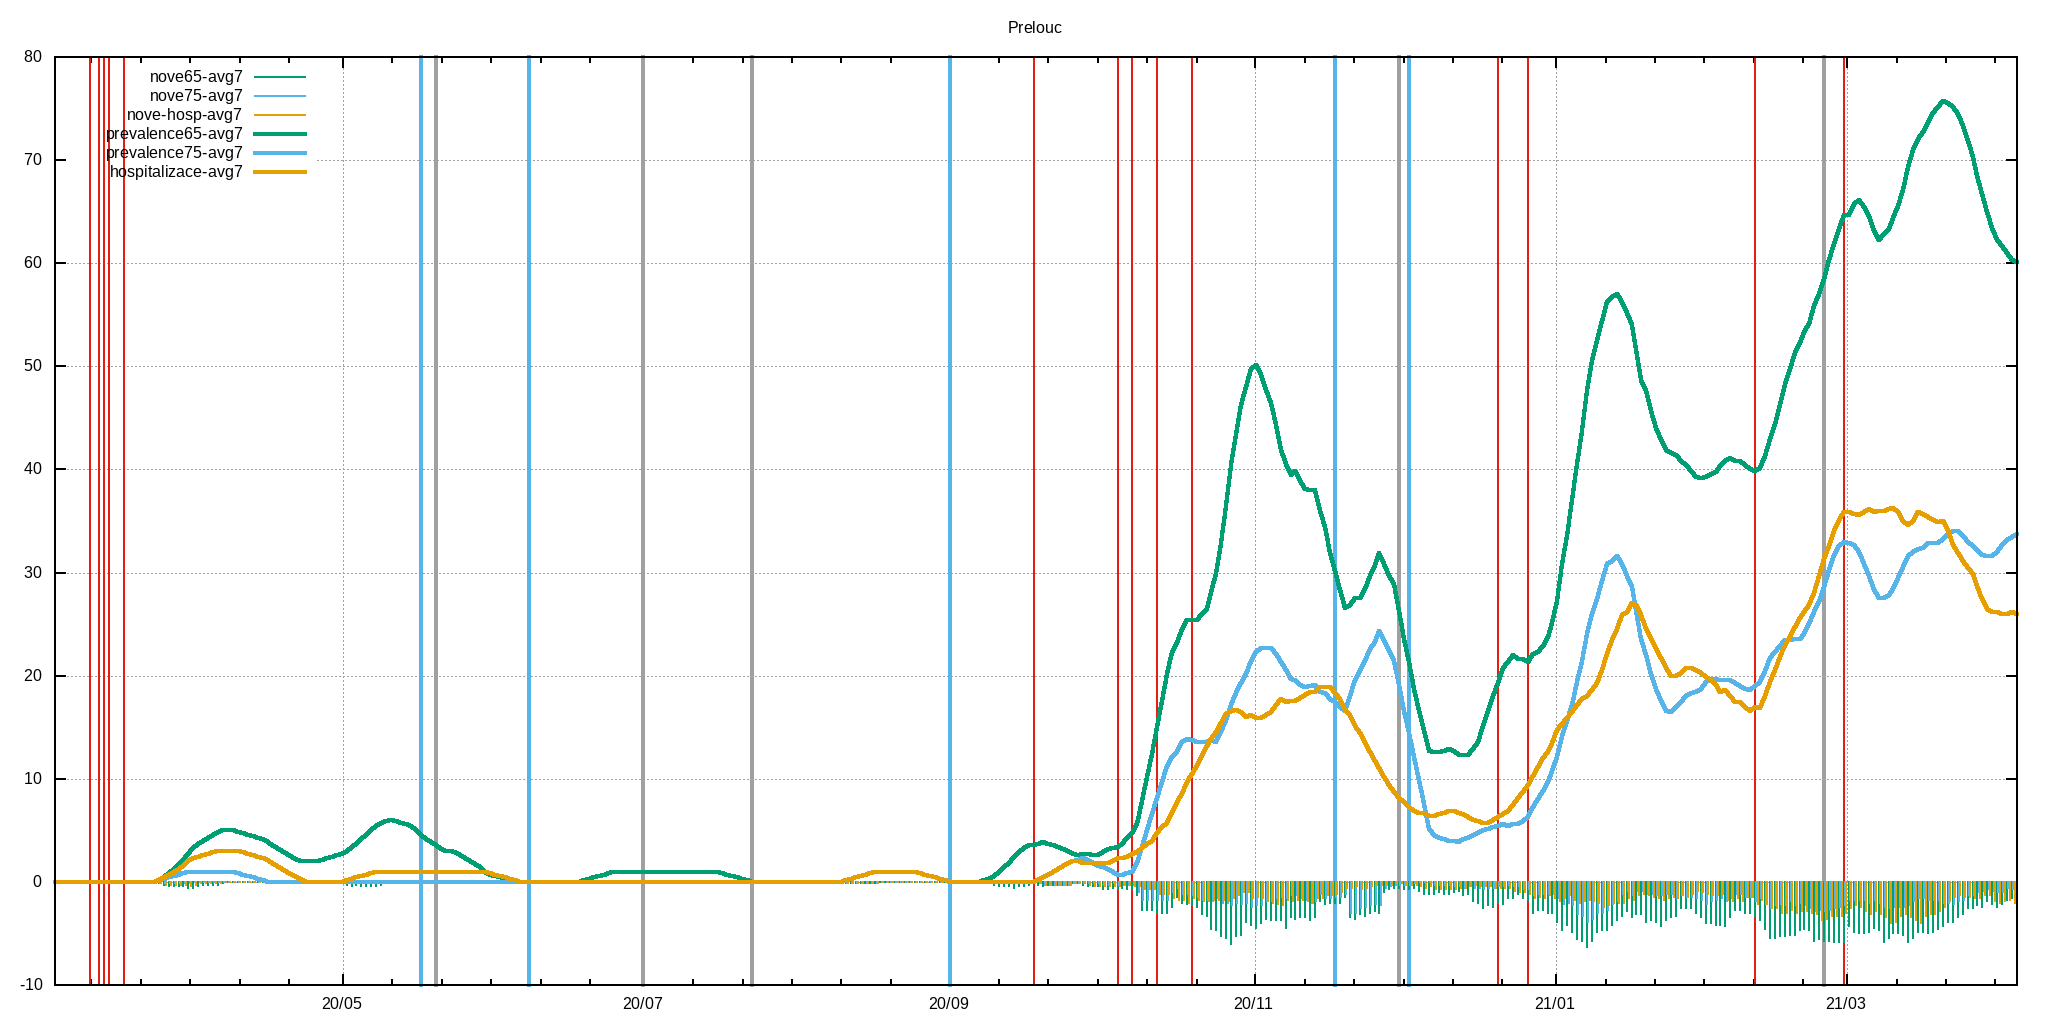 Prelouc
80
70
60
50
40
30
20
10
0
-10
nove65-avg7
nove75-avg7
nove-hosp-avg7
prevalence65-avg7
prevalence75-avg7
hospitalizace-avg7
20/05 20/07 20/09 20/11 21/01 21/03